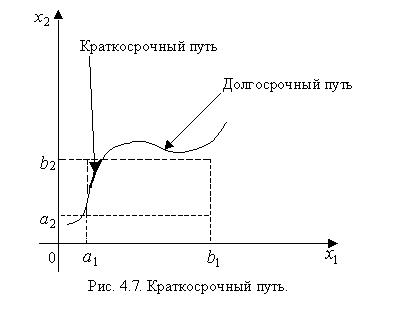 x₂
Краткосрочный путь
Долгосрочный путь
b₂
a₂
0
a₁
b₁
x₁
Рис. 4.7. Краткосрочный путь.